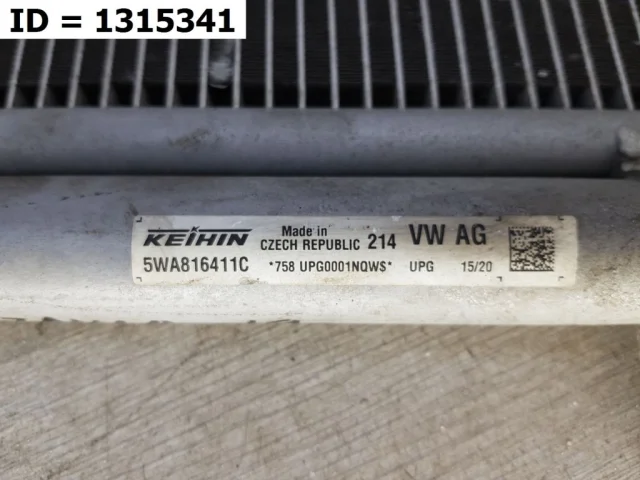 ID = 1315341
KEIHIN Made in CZECH REPUBLIC 214 VW AG
5WA816411C *758 UPG0001NQWS* UPG 15/20